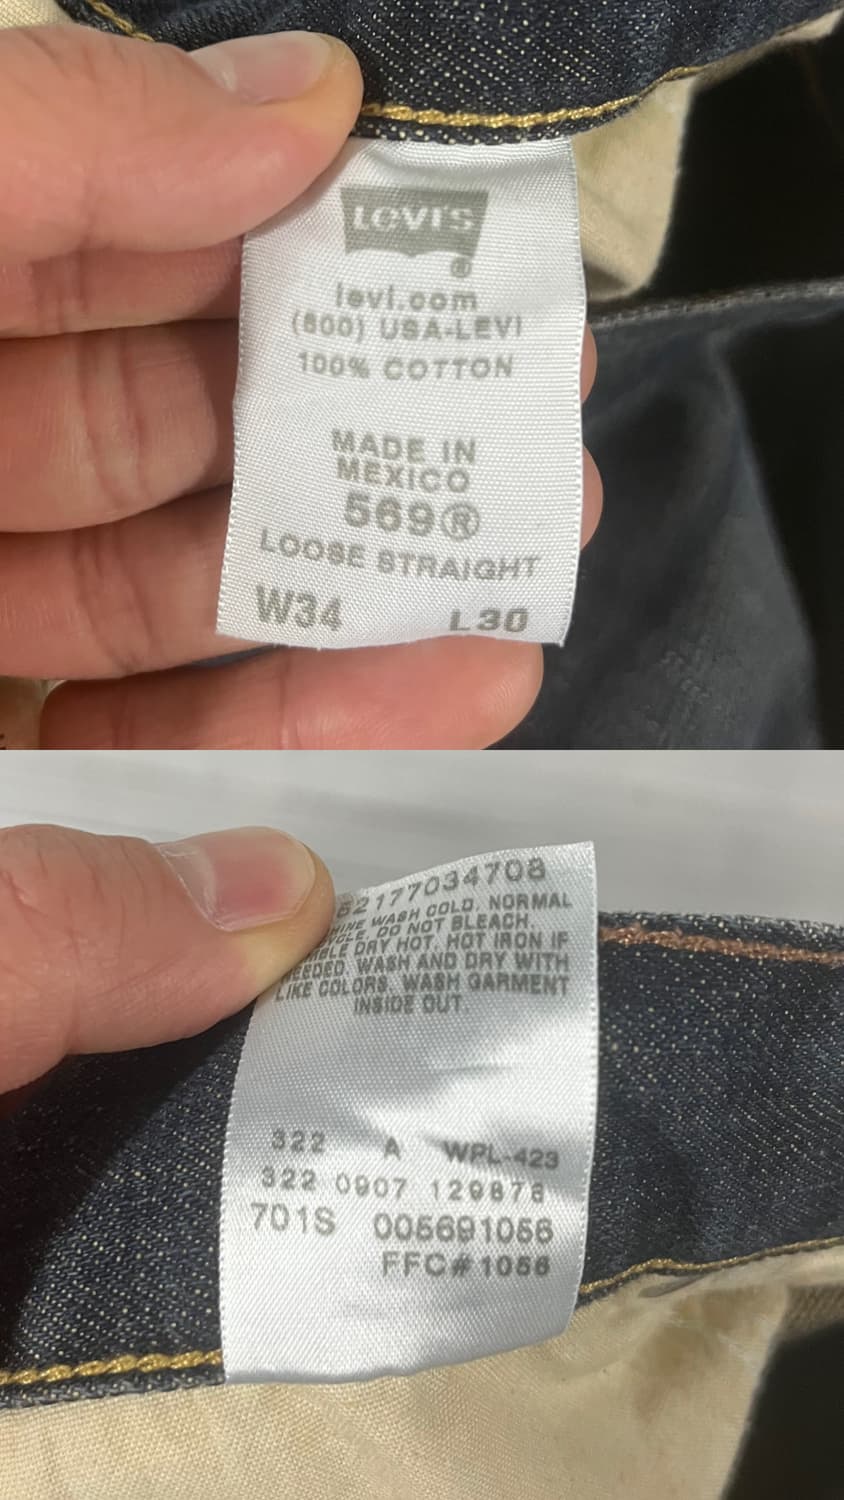 LEVI'S
®
levi.com
(800) USA-LEVI
100% COTTON
MADE IN
MEXICO
569®
LOOSE STRAIGHT
W34 L30
62177034708
WASH COLD, NORMAL
DO NOT BLEACH.
DRY HOT. HOT IRON IF
NEEDED. WASH AND DRY WITH
LIKE COLORS. WASH GARMENT
INSIDE OUT.
322 A WPL-423
322 0907
701S 005691056
FFC#1056